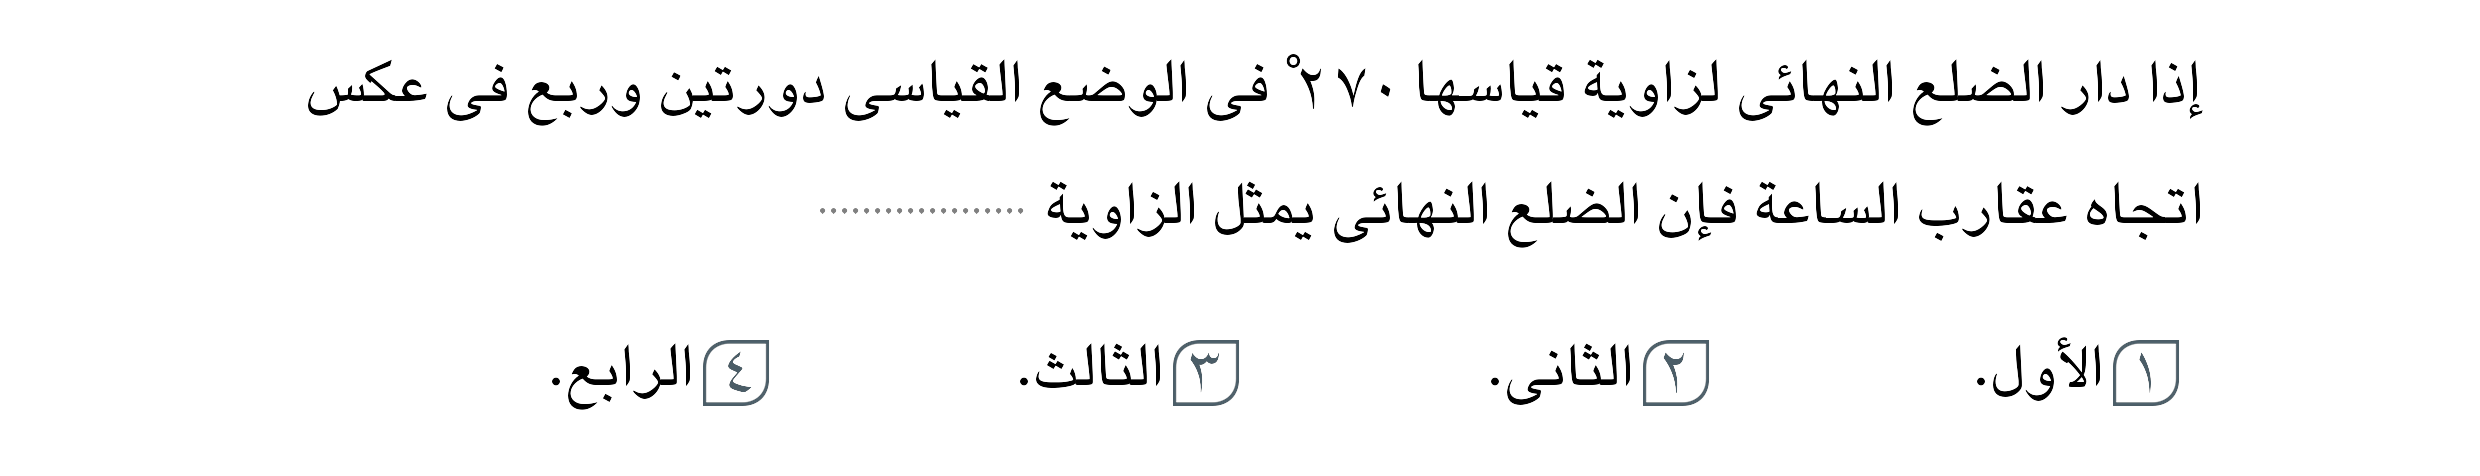 إذا دار الضلع النهائى لزاوية قياسها ٢٧٠° فى الوضع القياسى دورتين وربع فى عكس
اتجاه عقارب الساعة فإن الضلع النهائى يمثل الزاوية ..................
١ الأول. ٢ الثانى. ٣ الثالث. ٤ الرابع.